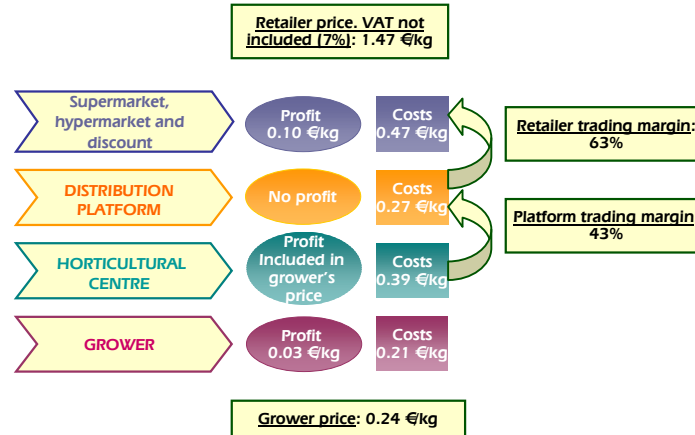 Retailer price. VAT not
included (7%): 1.47 €/kg
Supermarket,
hypermarket and
discount
Profit
0.10 €/kg
Costs
0.47 €/kg
Retailer trading margin:
63%
DISTRIBUTION
PLATFORM
No profit
Costs
0.27 €/kg
Platform trading margin
43%
HORTICULTURAL
CENTRE
Profit
Included in
grower's
price
Costs
0.39 €/kg
GROWER
Profit
0.03 €/kg
Costs
0.21 €/kg
Grower price: 0.24 €/kg